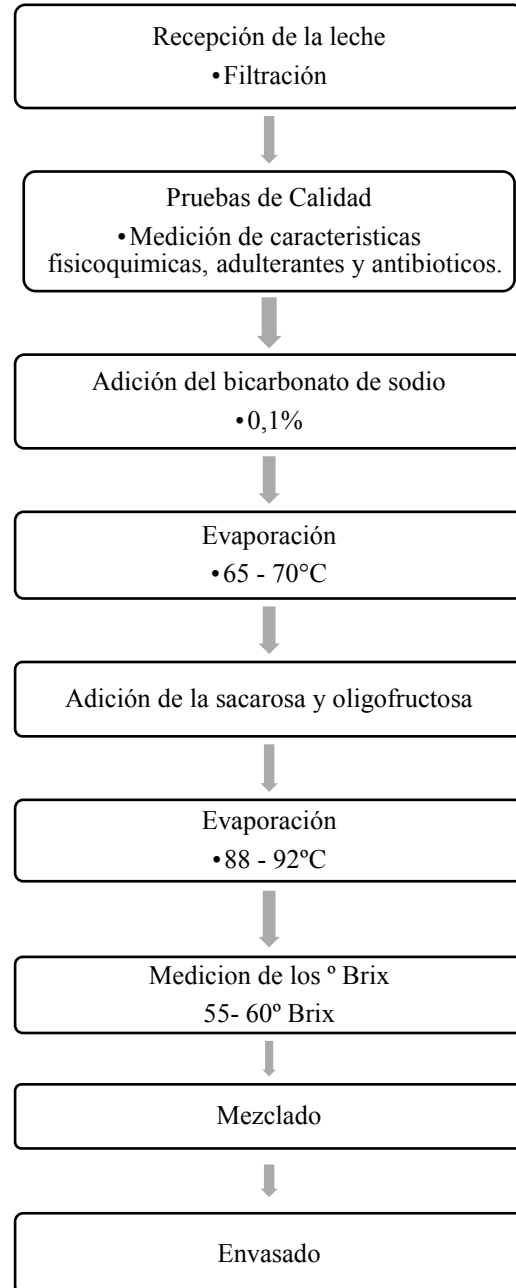 Recepción de la leche
•Filtración
Pruebas de Calidad
•Medición de caracteristicas
fisicoquimicas, adulterantes y antibioticos.
Adición del bicarbonato de sodio
•0,1%
Evaporación
•65 - 70°C
Adición de la sacarosa y oligofructosa
Evaporación
•88 - 92ºC
Medicion de los º Brix
55- 60º Brix
Mezclado
Envasado